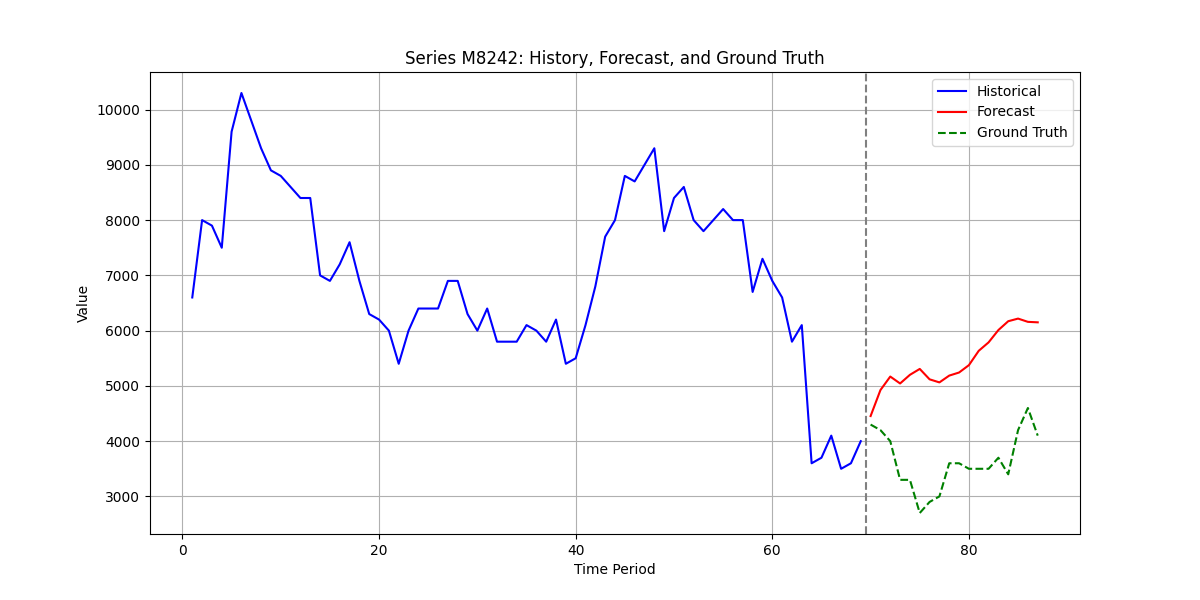 Series M8242: History, Forecast, and Ground Truth
Historical
Forecast
Ground Truth
10000
9000
8000
7000
6000
5000
4000
3000
Value
0
20
40
60
80
Time Period